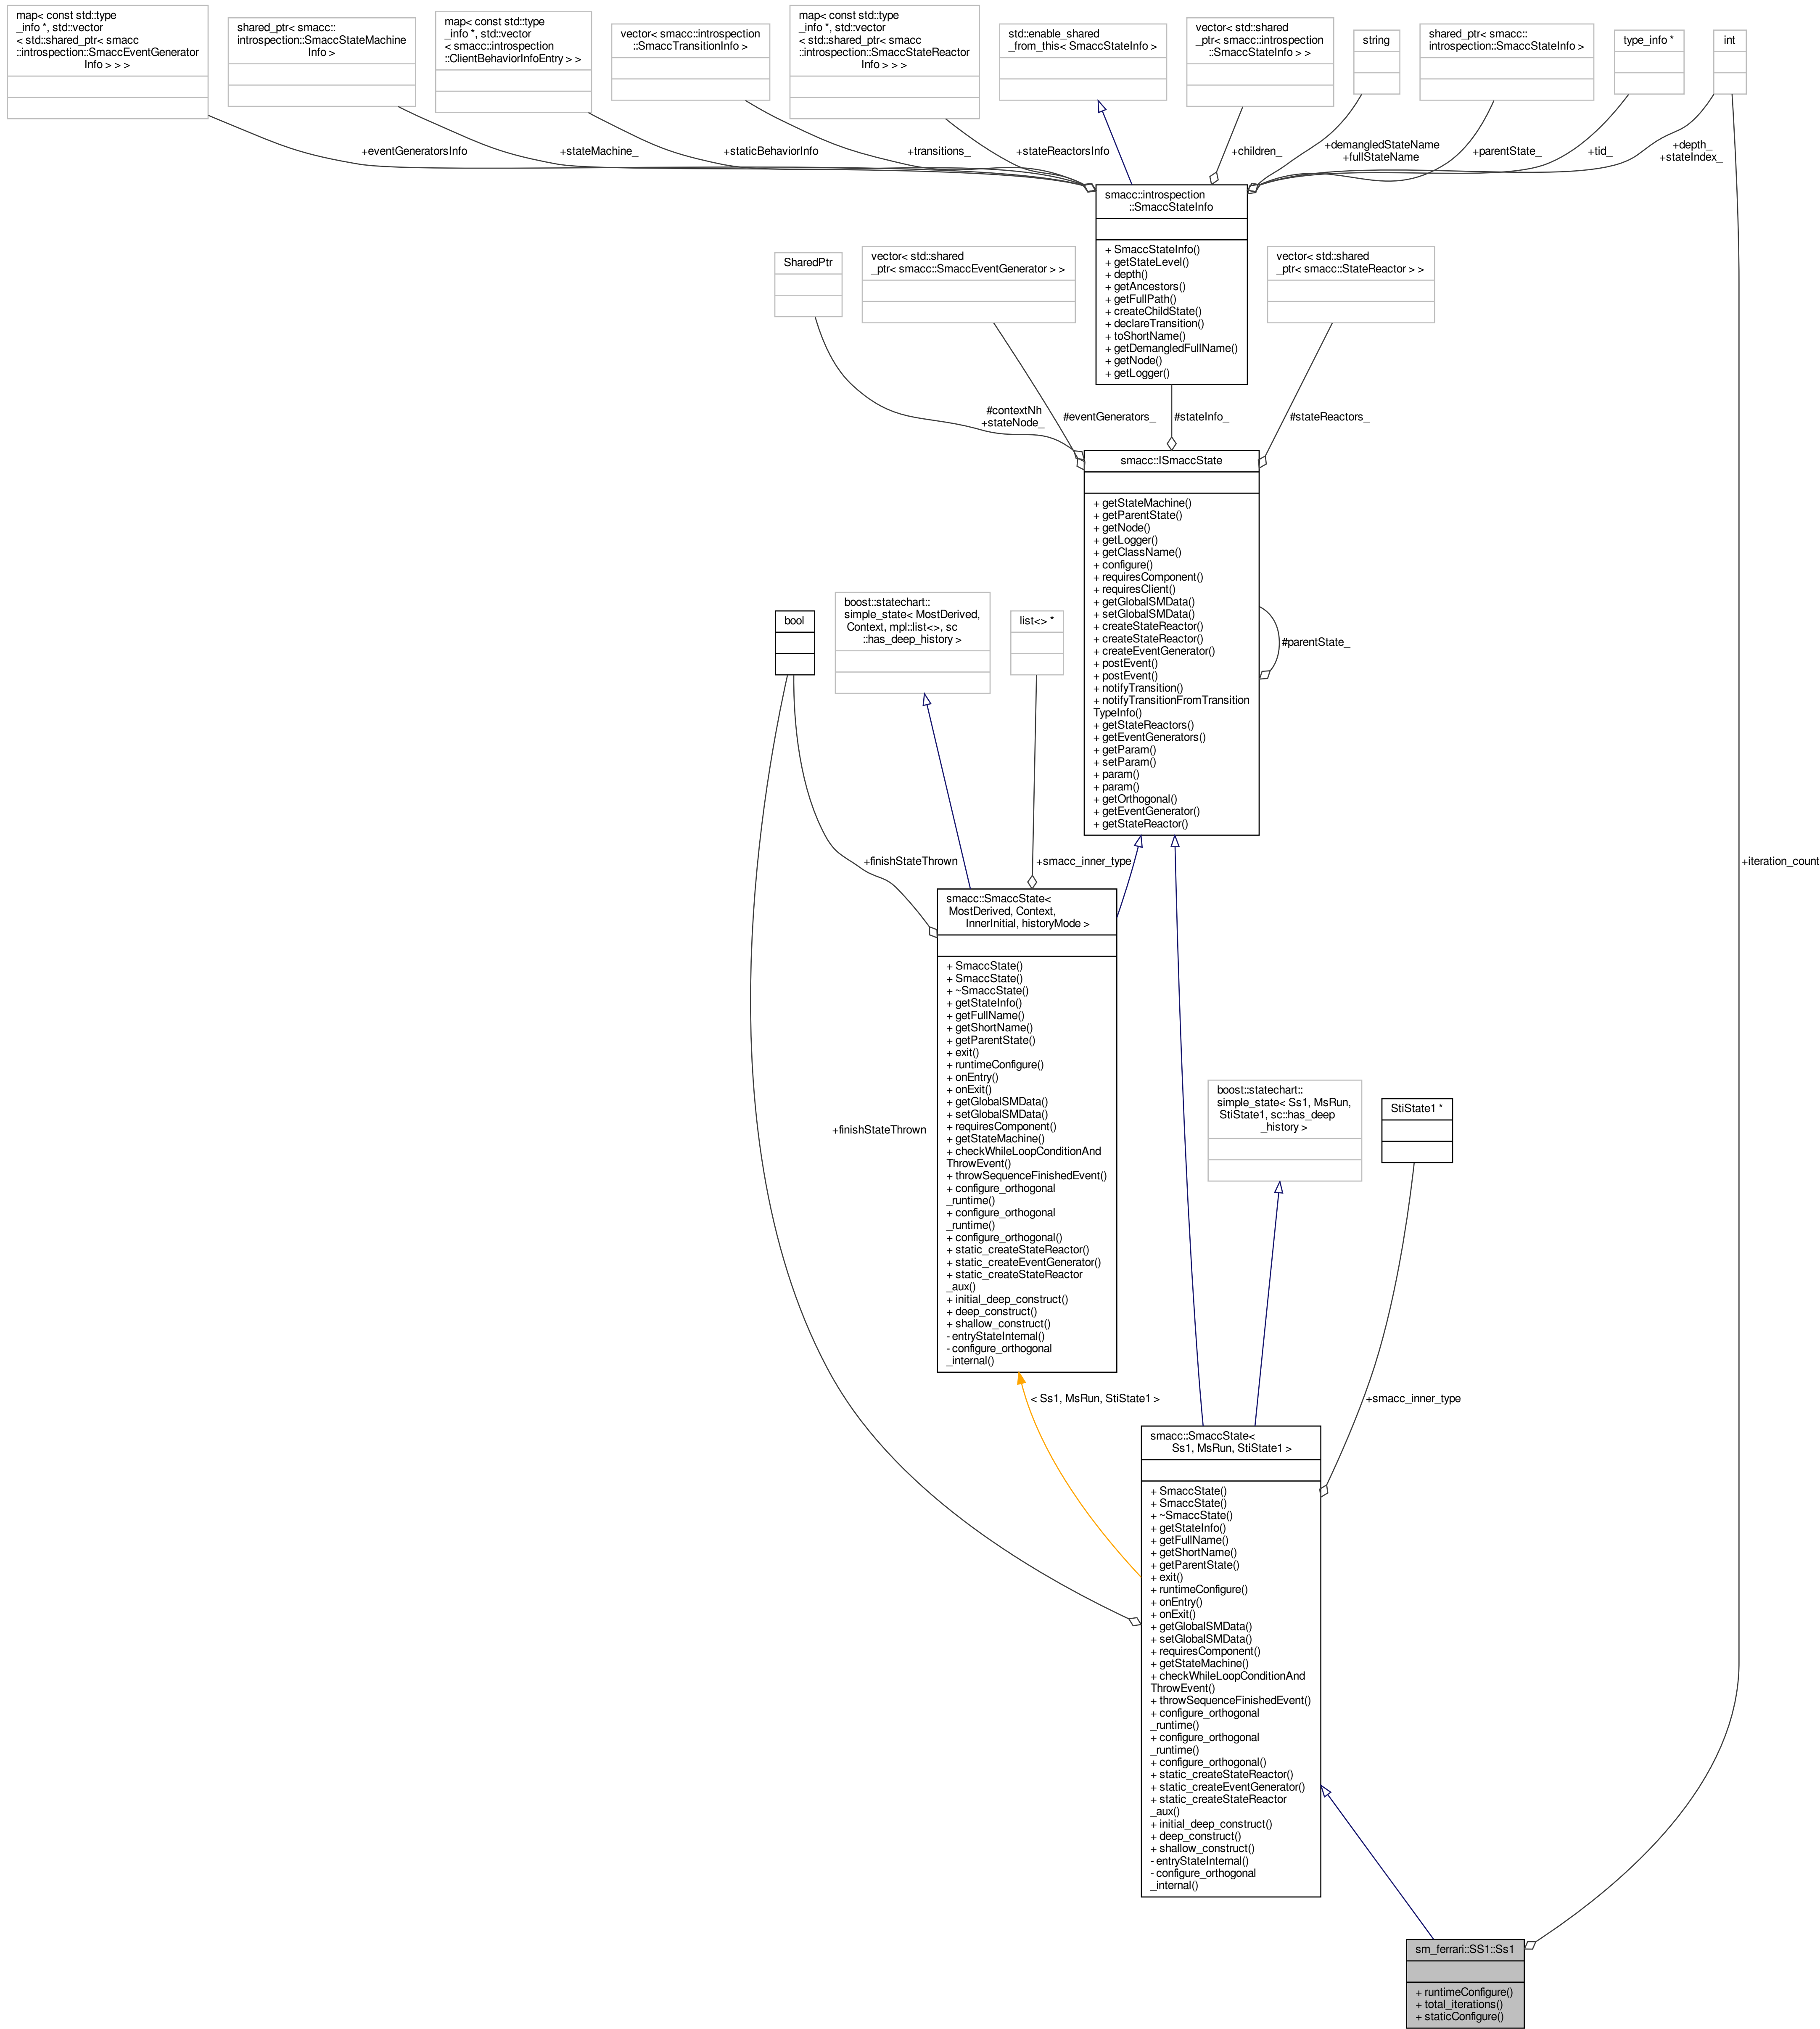 map< const std::type
_info *, std::vector
< std::shared_ptr< smacc
::introspection::SmaccEventGenerator
Info > > >
shared_ptr< smacc::
introspection::SmaccStateMachine
Info >
map< const std::type
_info *, std::vector
< smacc::introspection
::ClientBehaviorInfoEntry > >
vector< smacc::introspection
::SmaccTransitionInfo >
map< const std::type
_info *, std::vector
< std::shared_ptr< smacc
::introspection::SmaccStateReactor
Info > > >
std::enable_shared
_from_this< SmaccStateInfo >
vector< std::shared
_ptr< smacc::introspection
::SmaccStateInfo > >
string
shared_ptr< smacc::
introspection::SmaccStateInfo >
type_info *
int
+eventGeneratorsInfo
+stateMachine_
+staticBehaviorInfo
+transitions_
+stateReactorsInfo
+children_
+demangledStateName
+fullStateName
+parentState_
+tid_
+depth_
+stateIndex_
smacc::introspection
::SmaccStateInfo
+ SmaccStateInfo()
+ getStateLevel()
+ depth()
+ getAncestors()
+ getFullPath()
+ createChildState()
+ declareTransition()
+ toShortName()
+ getDemangledFullName()
+ getNode()
+ getLogger()
SharedPtr
vector< std::shared
_ptr< smacc::SmaccEventGenerator > >
vector< std::shared
_ptr< smacc::StateReactor > >
#contextNh
+stateNode_
#eventGenerators_
#stateInfo_
#stateReactors_
smacc::ISmaccState
+ getStateMachine()
+ getParentState()
+ getNode()
+ getLogger()
+ getClassName()
+ configure()
+ requiresComponent()
+ requiresClient()
+ getGlobalSMData()
+ setGlobalSMData()
+ createStateReactor()
+ createStateReactor()
+ createEventGenerator()
+ postEvent()
+ postEvent()
+ notifyTransition()
+ notifyTransitionFromTransition
TypeInfo()
+ getStateReactors()
+ getEventGenerators()
+ getParam()
+ setParam()
+ param()
+ param()
+ getOrthogonal()
+ getEventGenerator()
+ getStateReactor()
#parentState_
bool
boost::statechart::
simple_state< MostDerived,
Context, mpl::list<>, sc
::has_deep_history >
list<> *
+finishStateThrown
+smacc_inner_type
+iteration_count
smacc::SmaccState<
MostDerived, Context,
InnerInitial, historyMode >
+ SmaccState()
+ SmaccState()
+ ~SmaccState()
+ getStateInfo()
+ getFullName()
+ getShortName()
+ getParentState()
+ exit()
+ runtimeConfigure()
+ onEntry()
+ onExit()
+ getGlobalSMData()
+ setGlobalSMData()
+ requiresComponent()
+ getStateMachine()
+ checkWhileLoopConditionAnd
ThrowEvent()
+ throwSequenceFinishedEvent()
+ configure_orthogonal
_runtime()
+ configure_orthogonal
_runtime()
+ configure_orthogonal()
+ static_createStateReactor()
+ static_createEventGenerator()
+ static_createStateReactor
_aux()
+ initial_deep_construct()
+ deep_construct()
+ shallow_construct()
- entryStateInternal()
- configure_orthogonal
_internal()
+finishStateThrown
boost::statechart::
simple_state< Ss1, MsRun,
StiState1, sc::has_deep
_history >
StiState1 *
< Ss1, MsRun, StiState1 >
+smacc_inner_type
smacc::SmaccState<
Ss1, MsRun, StiState1 >
+ SmaccState()
+ SmaccState()
+ ~SmaccState()
+ getStateInfo()
+ getFullName()
+ getShortName()
+ getParentState()
+ exit()
+ runtimeConfigure()
+ onEntry()
+ onExit()
+ getGlobalSMData()
+ setGlobalSMData()
+ requiresComponent()
+ getStateMachine()
+ checkWhileLoopConditionAnd
ThrowEvent()
+ throwSequenceFinishedEvent()
+ configure_orthogonal
_runtime()
+ configure_orthogonal
_runtime()
+ configure_orthogonal()
+ static_createStateReactor()
+ static_createEventGenerator()
+ static_createStateReactor
_aux()
+ initial_deep_construct()
+ deep_construct()
+ shallow_construct()
- entryStateInternal()
- configure_orthogonal
_internal()
sm_ferrari::SS1::Ss1
+ runtimeConfigure()
+ total_iterations()
+ staticConfigure()